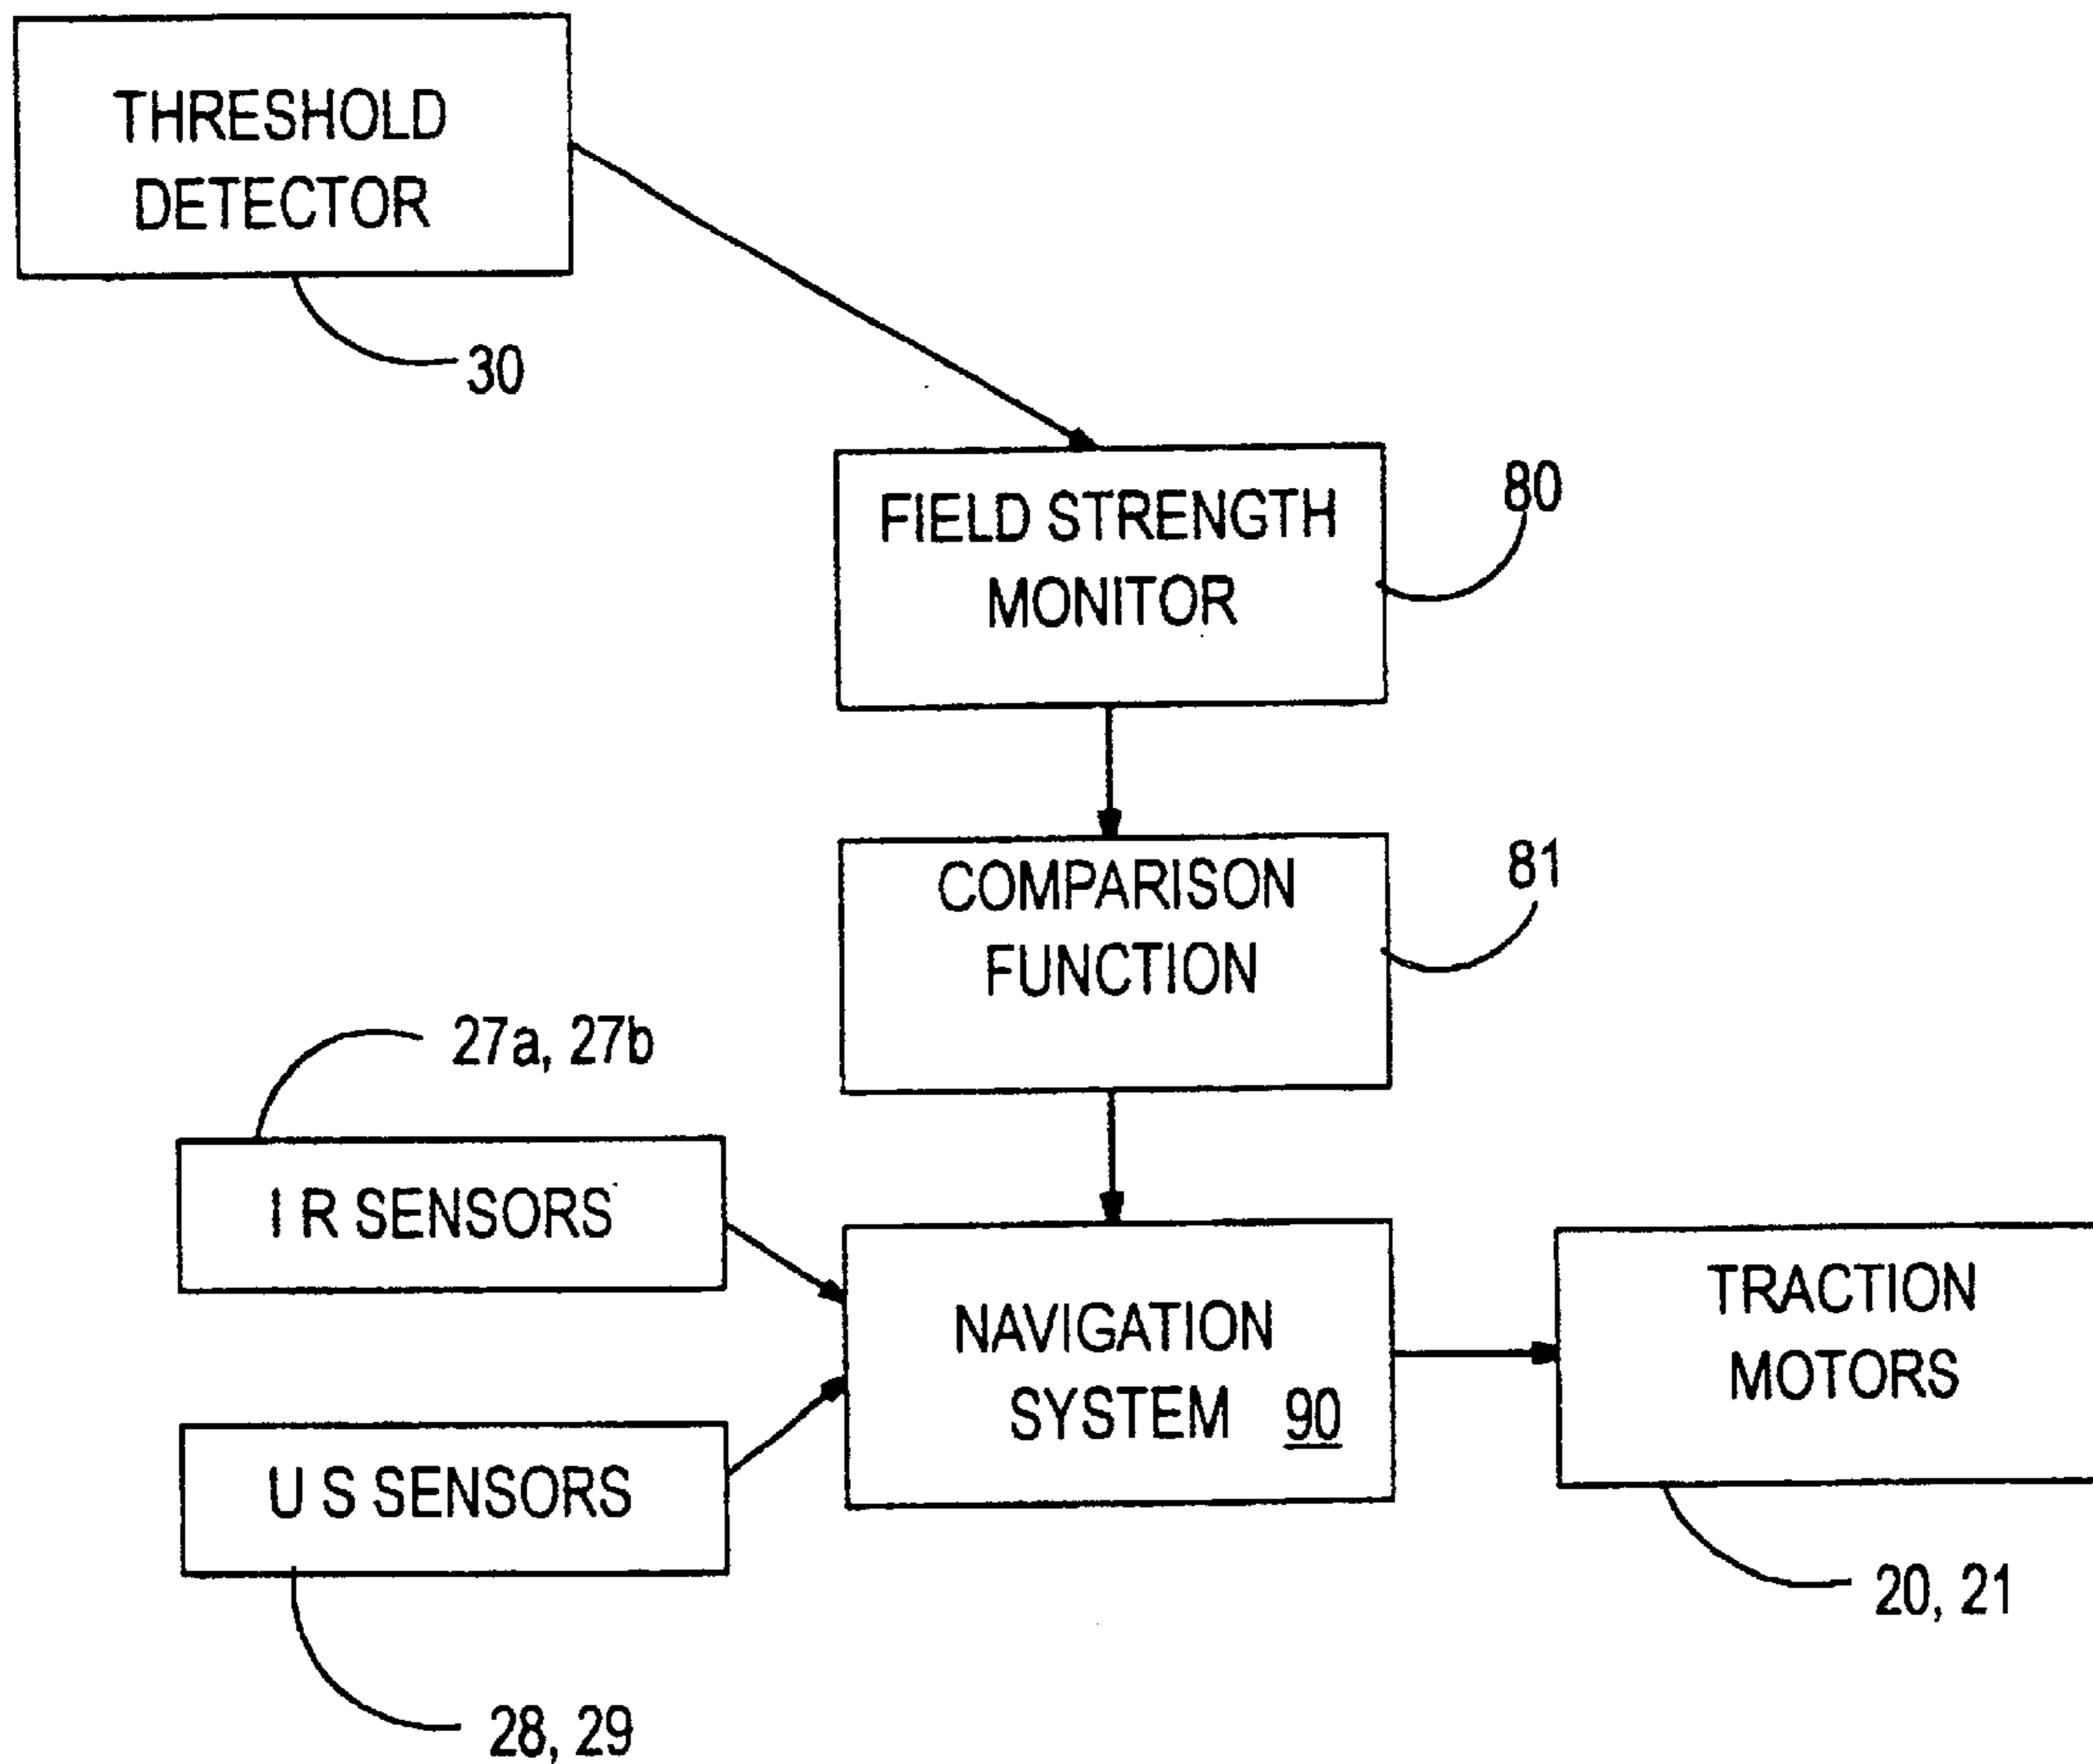 THRESHOLD
DETECTOR
30
FIELD STRENGTH
MONITOR
80
COMPARISON
FUNCTION
81
27a, 27b
I R SENSORS
U S SENSORS
28, 29
NAVIGATION
SYSTEM 90
TRACTION
MOTORS
20, 21